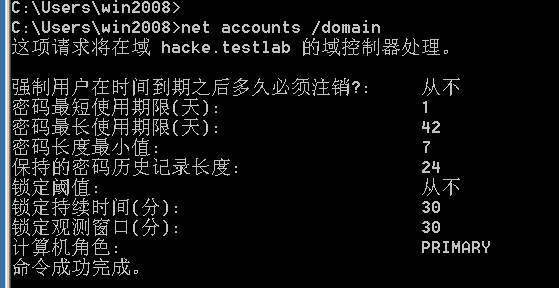 C:\Users\win2008>
C:\Users\win2008>net accounts /domain
这项请求将在域 hacke.testlab 的域控制器处理。
强制用户在时间到期之后多久必须注销?: 从不
密码最短使用期限(天): 1
密码最长使用期限(天): 42
密码长度最小值: 7
保持的密码历史记录长度: 24
锁定阈值: 从不
锁定持续时间(分): 30
锁定观测窗口(分): 30
计算机角色: PRIMARY
命令成功完成。